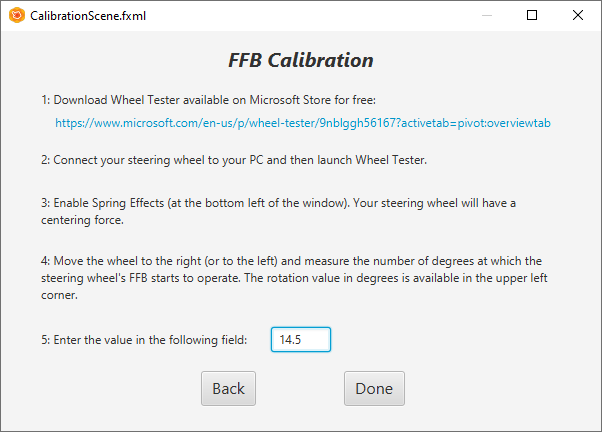 CalibrationScene.fxml
FFB Calibration
1: Download Wheel Tester available on Microsoft Store for free:
https://www.microsoft.com/en-us/p/wheel-tester/9nblggh56167?activetab=pivot:overviewtab
2: Connect your steering wheel to your PC and then launch Wheel Tester.
3: Enable Spring Effects (at the bottom left of the window). Your steering wheel will have a
centering force.
4: Move the wheel to the right (or to the left) and measure the number of degrees at which the
steering wheel's FFB starts to operate. The rotation value in degrees is available in the upper left
corner.
5: Enter the value in the following field:
14.5
Back
Done